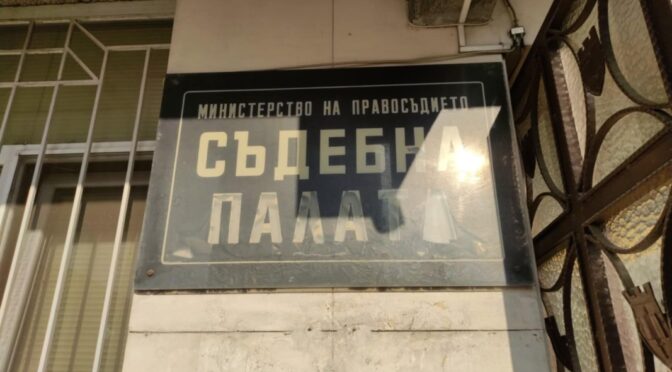 МИНИСТЕРСТВО НА ПРАВОСЪДИЕТО
СЪДЕБНА
ПАЛАТА